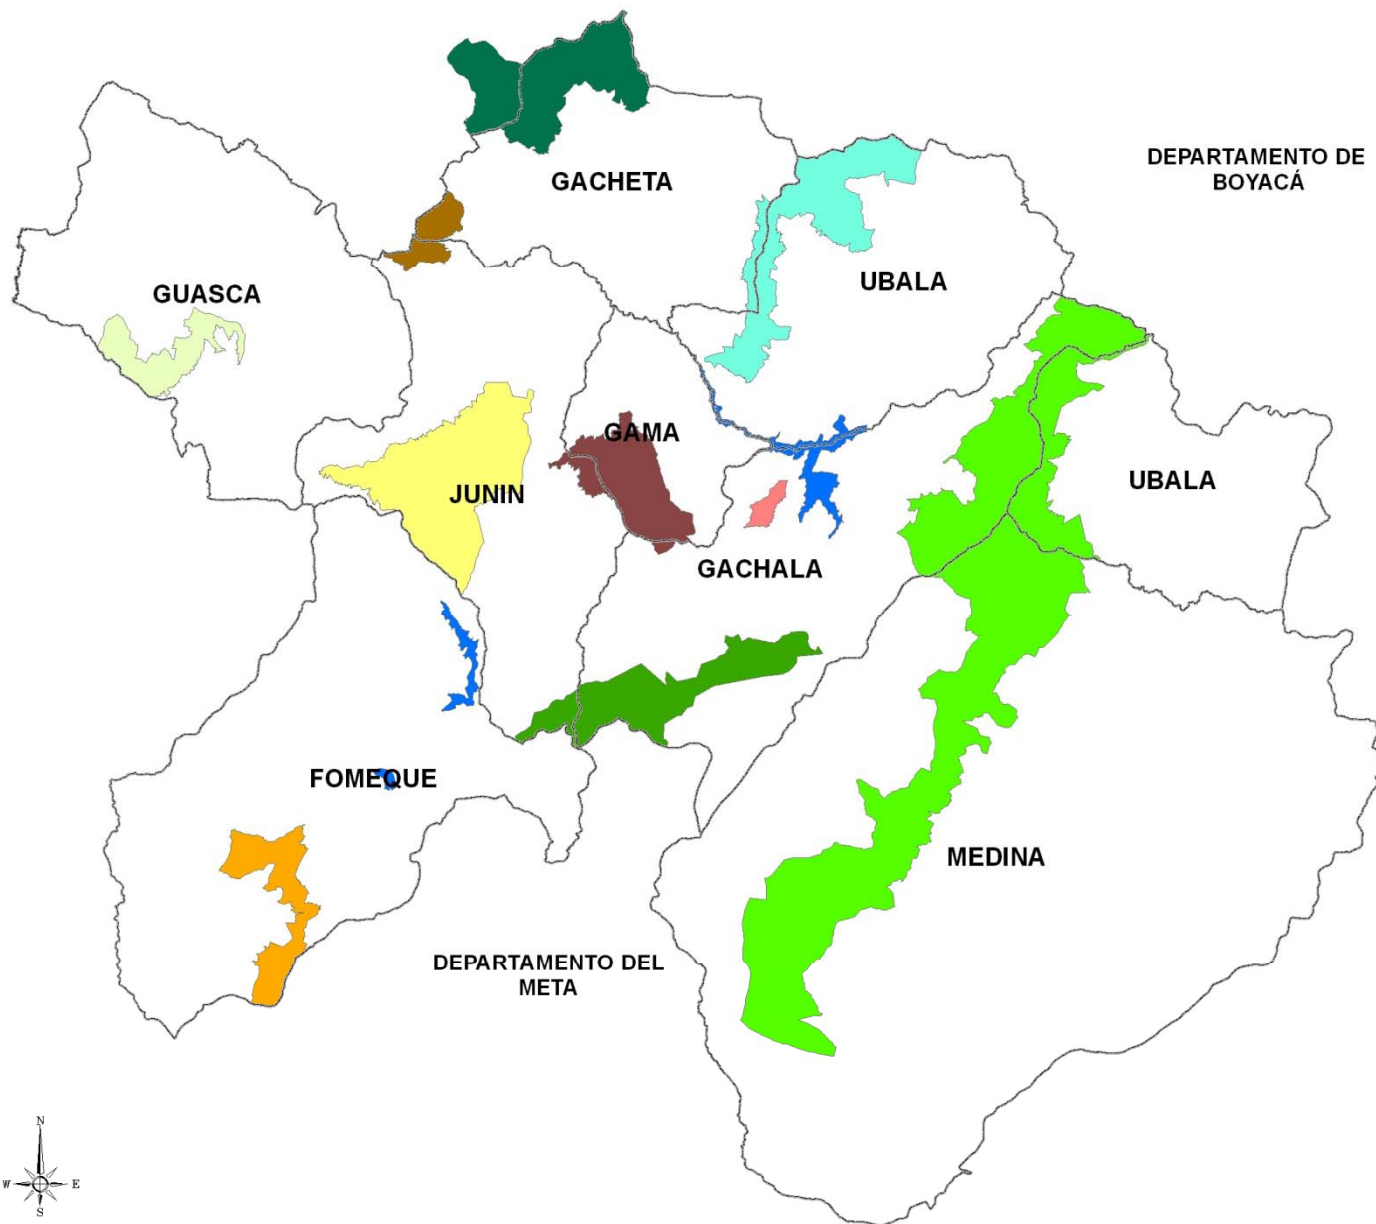 DEPARTAMENTO DE
BOYACÁ
GACHETA
UBALA
GUASCA
GAMA
UBALA
JUNIN
GACHALA
FOMEQUE
MEDINA
DEPARTAMENTO DEL
META
N
W E
S